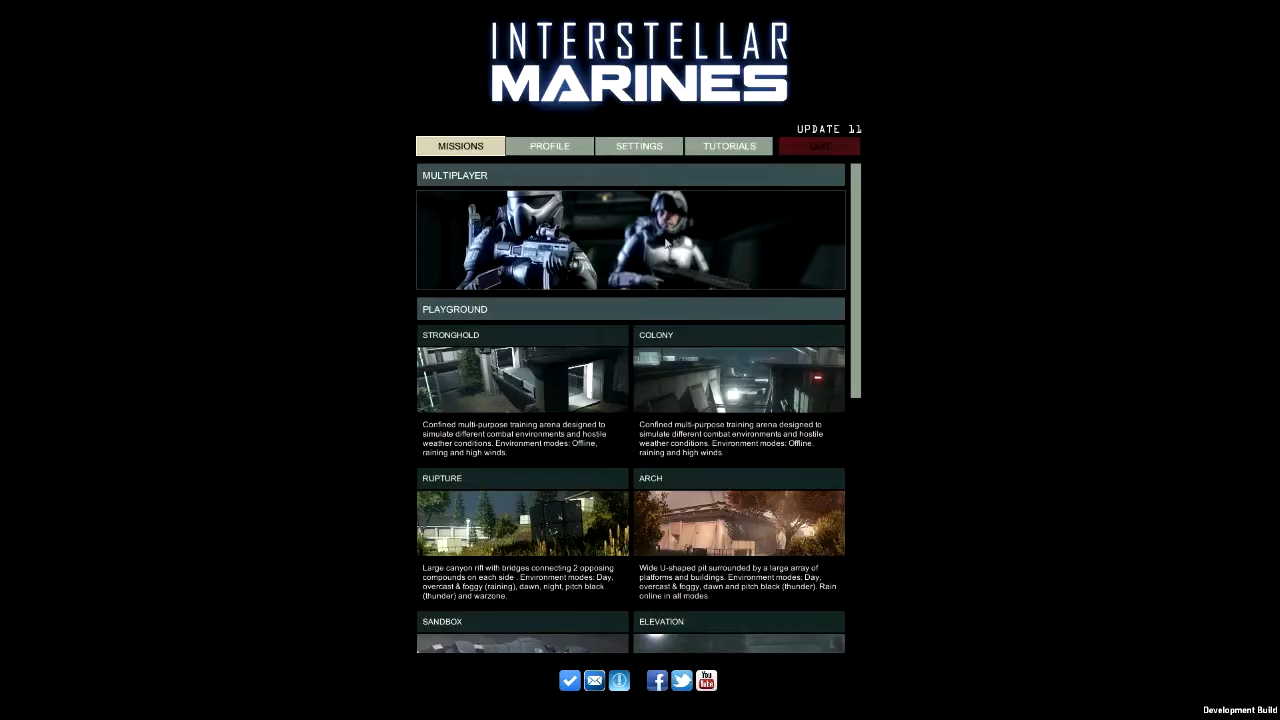 INTERSTELLAR
MARINES
UPDATE 11
MISSIONS
PROFILE
SETTINGS
TUTORIALS
QUIT
MULTIPLAYER
PLAYGROUND
STRONGHOLD
Confined multi-purpose training arena designed to
simulate different combat environments and hostile
weather conditions. Environment modes: Offline,
raining and high winds.
COLONY
Confined multi-purpose training arena designed to
simulate different combat environments and hostile
weather conditions. Environment modes: Offline,
raining and high winds.
RUPTURE
Large canyon rift with bridges connecting 2 opposing
compounds on each side . Environment modes: Day,
overcast & foggy (raining), dawn, night, pitch black
(thunder) and warzone.
ARCH
Wide U-shaped pit surrounded by a large array of
platforms and buildings. Environment modes: Day,
overcast & foggy, dawn and pitch black (thunder). Rain
online in all modes.
SANDBOX
ELEVATION
You
Tube
Development Build